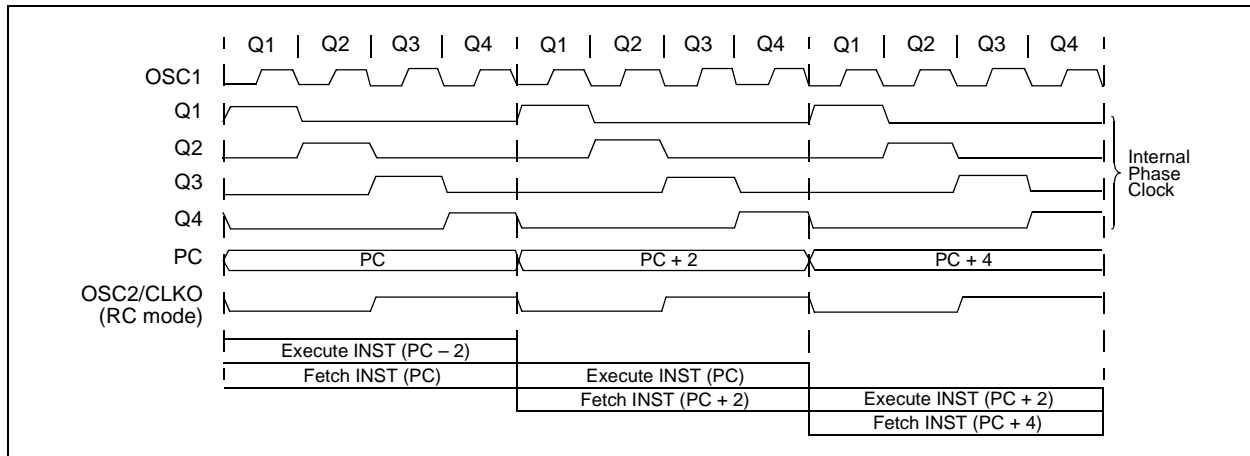 Q1 Q2 Q3 Q4 Q1 Q2 Q3 Q4 Q1 Q2 Q3 Q4
OSC1
Q1
Q2
Q3
Q4
Internal
Phase
Clock
PC PC PC + 2 PC + 4
OSC2/CLKO
(RC mode)
Execute INST (PC – 2)
Fetch INST (PC) Execute INST (PC)
Fetch INST (PC + 2) Execute INST (PC + 2)
Fetch INST (PC + 4)